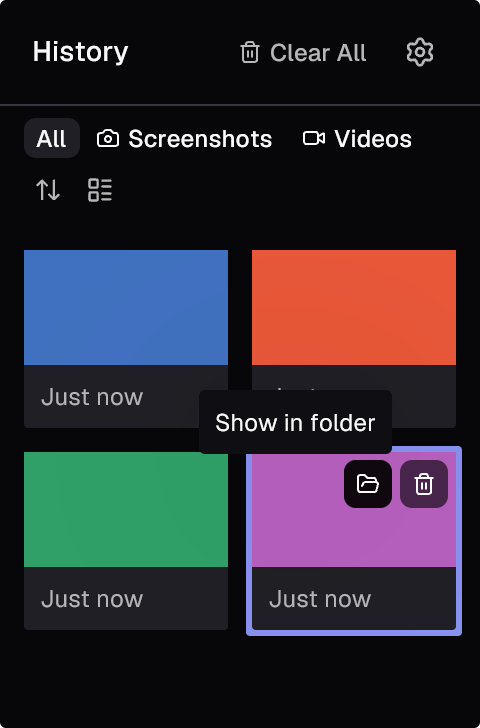 History
Clear All
All
Screenshots
Videos
Just now
Show in folder
Just now
Just now